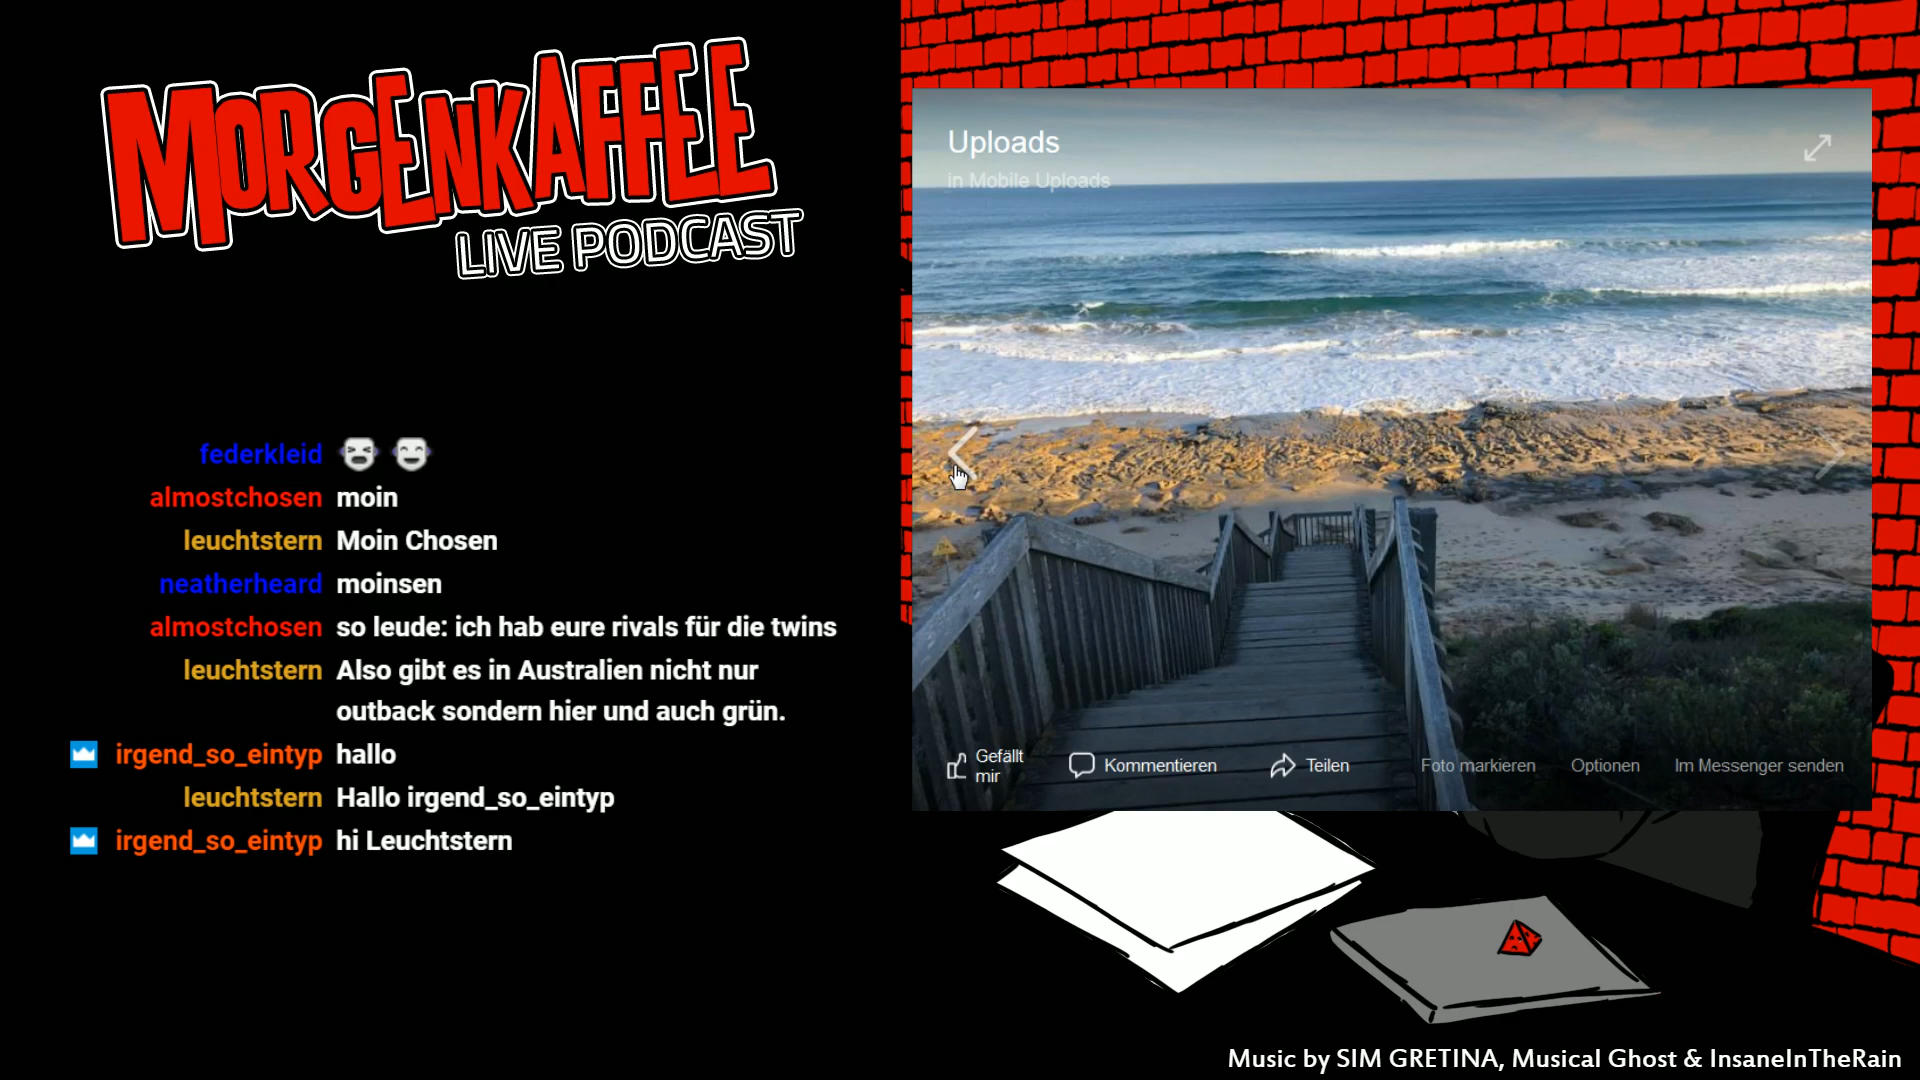 MORGENKAFFEE
LIVE PODCAST
federkleid
almostchosen moin
leuchtstern Moin Chosen
neatherheard moinsen
almostchosen so leude: ich hab eure rivals für die twins
leuchtstern Also gibt es in Australien nicht nur
outback sondern hier und auch grün.
irgend_so_eintyp hallo
leuchtstern Hallo irgend_so_eintyp
irgend_so_eintyp hi Leuchtstern
Uploads
in Mobile Uploads
Gefällt
mir
Kommentieren
Teilen
Foto markieren
Optionen
Im Messenger senden
Music by SIM GRETINA, Musical Ghost & InsaneInTheRain